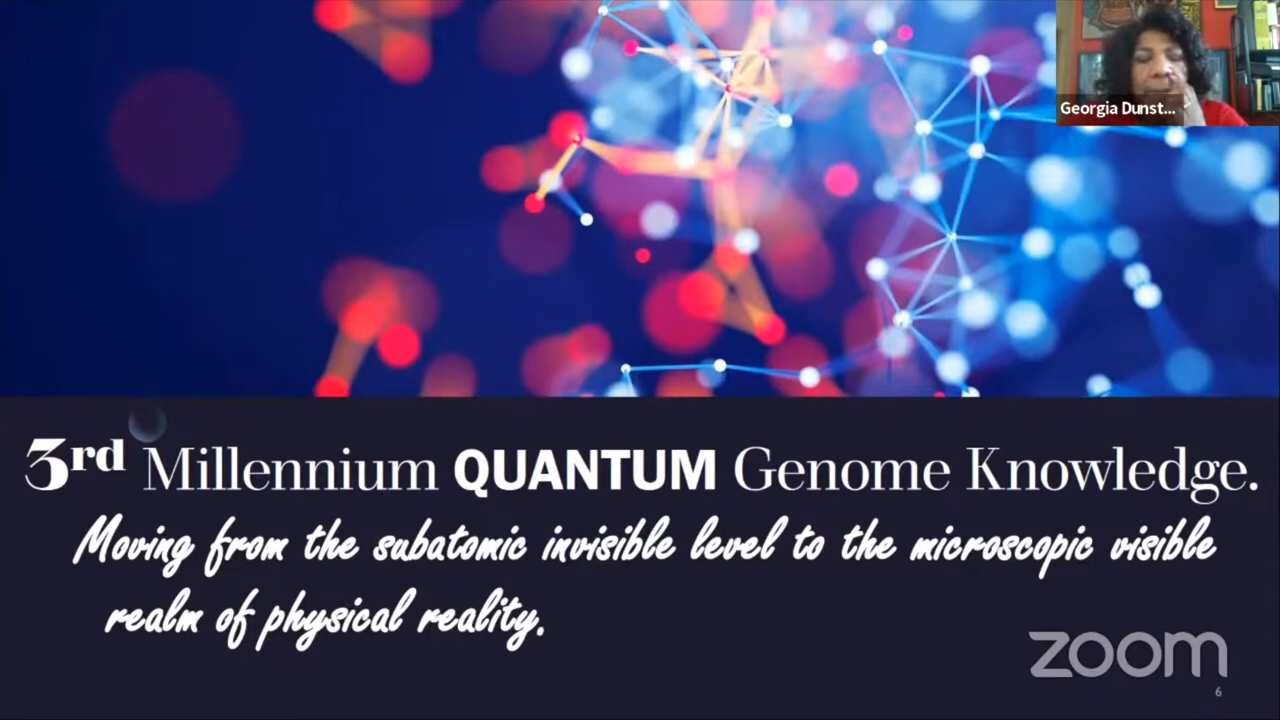 Georgia Dunst...
3rd Millennium QUANTUM Genome Knowledge.
Moving from the subatomic invisible level to the microscopic visible
realm of physical reality.
zoom
6